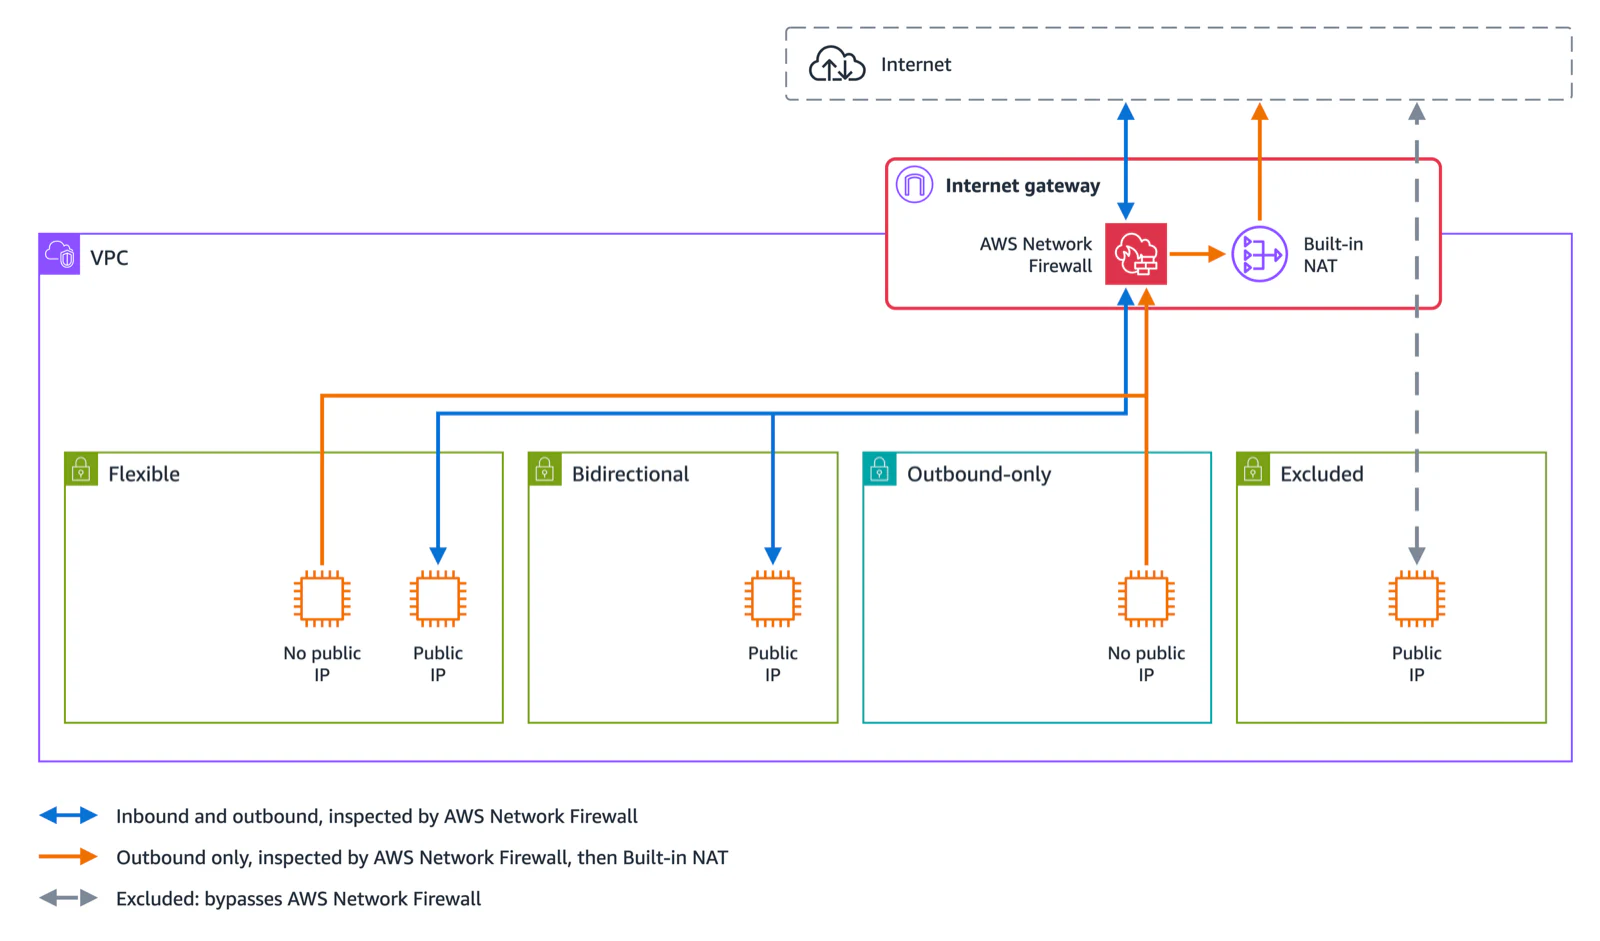 Internet
Internet gateway
AWS Network
Firewall
Built-in
NAT
VPC
Flexible
No public
IP
Public
IP
Bidirectional
Public
IP
Outbound-only
No public
IP
Excluded
Public
IP
Inbound and outbound, inspected by AWS Network Firewall
Outbound only, inspected by AWS Network Firewall, then Built-in NAT
Excluded: bypasses AWS Network Firewall